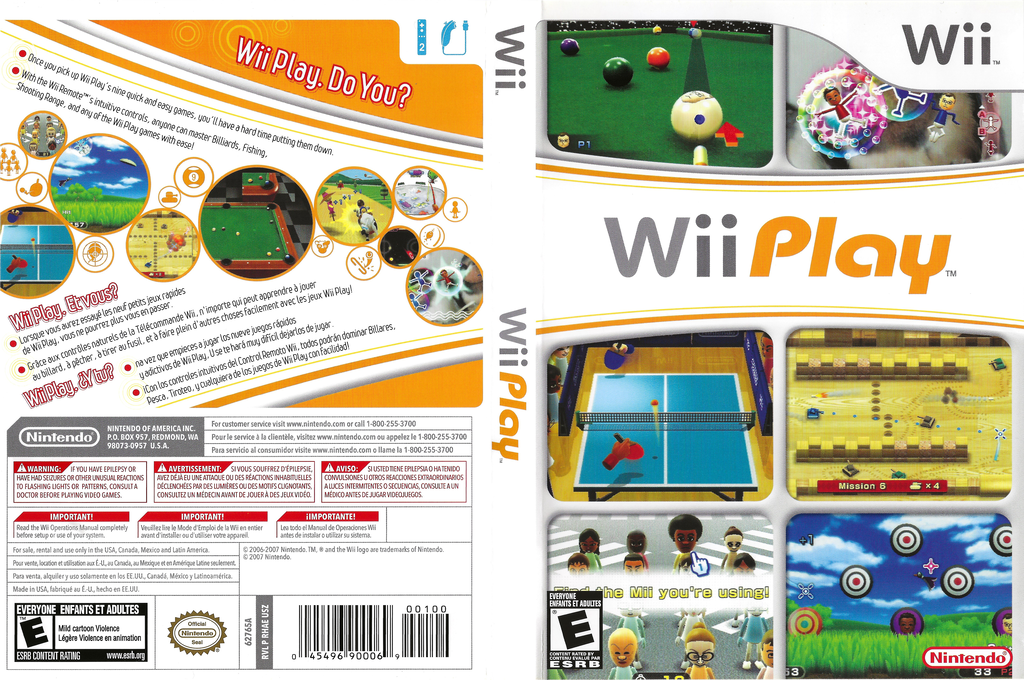 Wii Play. Do You?
Once you pick up Wii Play's nine quick and easy games, you'll have a hard time putting them down.
With the Wii Remote™'s intuitive controls, anyone can master Billiards, Fishing,
Shooting Range, and any of the Wii Play games with ease!
2
9
57
Wii Play. Et vous?
Lorsque vous aurez essayé les neuf petits jeux rapides
de Wii Play, vous ne pourrez plus vous en passer.
Grâce aux contrôles naturels de la Télécommande Wii, n'importe qui peut apprendre à jouer
au billard, à pêcher, à tirer au fusil, et à faire plein d'autres choses facilement avec les jeux Wii Play!
Wii Play. ¿Y tu?
na vez que empieces a jugar los nueve juegos rápidos
y adictivos de Wii Play. Use te hará muy difícil dejarlos de jugar.
¡Con los controles intuitivos del Control Remoto Wii, todos podrán dominar Billares,
Pesca, Tiroteo, y cualquiera de los juegos de Wii Play con facilidad!
Nintendo
NINTENDO OF AMERICA INC.
P.O. BOX 957, REDMOND, WA
98073-0957 U.S.A.
For customer service visit www.nintendo.com or call 1-800-255-3700
Pour le service à la clientèle, visitez www.nintendo.com ou appelez le 1-800-255-3700
Para servicio al consumidor visite www.nintendo.com o llame la 1-800-255-3700
WARNING: IF YOU HAVE EPILEPSY OR
HAVE HAD SEIZURES OR OTHER UNUSUAL REACTIONS
TO FLASHING LIGHTS OR PATTERNS, CONSULT A
DOCTOR BEFORE PLAYING VIDEO GAMES.
AVERTISSEMENT: SI VOUS SOUFFREZ D'ÉPILEPSIE,
AVEZ DÉJÀ EU UNE ATTAQUE OU DES RÉACTIONS INHABITUELLES
DÉCLENCHÉES PAR DES LUMIÈRES OU DES MOTIFS CLIGNOTANTS,
CONSULTEZ UN MÉDECIN AVANT DE JOUER À DES JEUX VIDÉO.
AVISO: SI USTED TIENE EPILEPSIA O HA TENIDO
CONVULSIONES U OTROS REACCIONES EXTRAORDINARIOS
A LUCES INTERMITENTES O SECUENCIAS, CONSULTE A UN
MÉDICO ANTES DE JUGAR VIDEOJUEGOS.
IMPORTANT!
Read the Wii Operations Manual completely
before setup or use of your system.
IMPORTANT!
Veuillez lire le Mode d'Emploi de la Wii en entier
avant d'installer ou d'utiliser votre appareil.
¡IMPORTANTE!
Lea todo el Manual de Operaciones Wii
antes de instalar o utilizar su sistema.
For sale, rental and use only in the USA, Canada, Mexico and Latin America.
Pour vente, location et utilisation aux É.-U., au Canada, au Mexique et en Amérique Latine seulement.
Para venta, alquiler y uso solamente en los EE.UU., Canadá, México y Latinoamérica.
Made in USA, fabriqué au É.-U., hecho en EE.UU.
© 2006-2007 Nintendo. TM, ® and the Wii logo are trademarks of Nintendo.
© 2007 Nintendo.
EVERYONE ENFANTS ET ADULTES
E
Mild cartoon Violence
Légère Violence en animation
ESRB CONTENT RATING www.esrb.org
Official
Nintendo
Seal
62765A
RVL P RHAE USZ
00100
0 45496 90006 9
Wii™
Wii Play™
Wii™
P1
A
Wii Play™
Mission 6 ×4
+1
Find the Mii you're using!
EVERYONE
ENFANTS ET ADULTES
E
CONTENT RATED BY
CONTENU ÉVALUÉ PAR
ESRB
12
53
33
Nintendo®